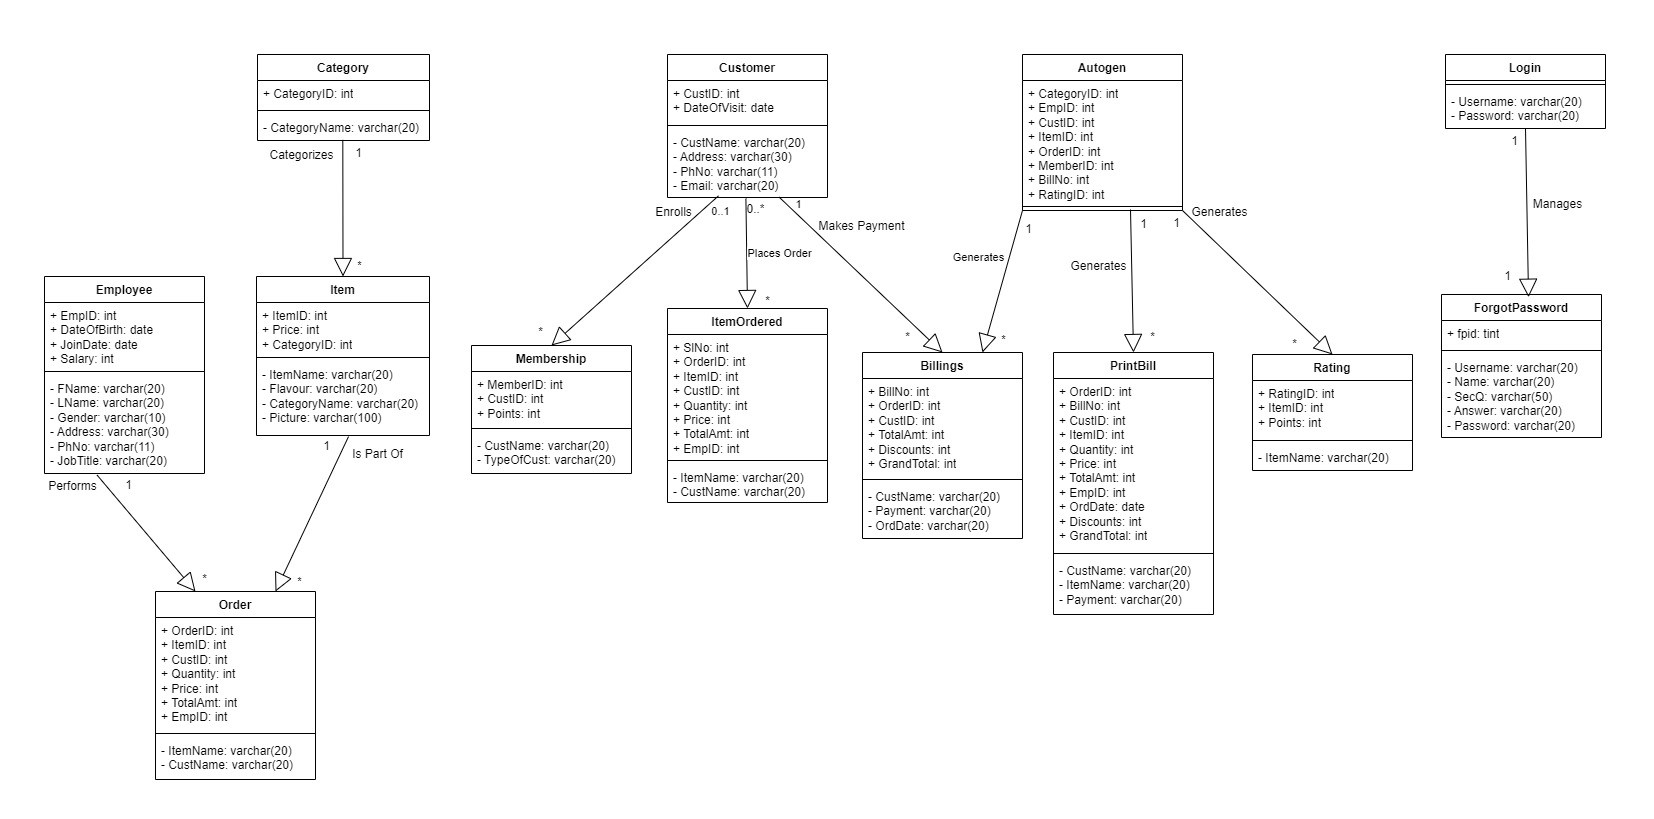 Category
+ CategoryID: int
- CategoryName: varchar(20)
Categorizes
1
*
Customer
+ CustID: int
+ DateOfVisit: date
- CustName: varchar(20)
- Address: varchar(30)
- PhNo: varchar(11)
- Email: varchar(20)
Enrolls
0..1
0..*
1
Makes Payment
Places Order
*
*
*
Autogen
+ CategoryID: int
+ EmpID: int
+ CustID: int
+ ItemID: int
+ OrderID: int
+ MemberID: int
+ BillNo: int
+ RatingID: int
1
1
1
Generates
Generates
Generates
*
*
*
Login
- Username: varchar(20)
- Password: varchar(20)
1
Manages
1
Employee
+ EmpID: int
+ DateOfBirth: date
+ JoinDate: date
+ Salary: int
- FName: varchar(20)
- LName: varchar(20)
- Gender: varchar(10)
- Address: varchar(30)
- PhNo: varchar(11)
- JobTitle: varchar(20)
Performs
1
*
Item
+ ItemID: int
+ Price: int
+ CategoryID: int
- ItemName: varchar(20)
- Flavour: varchar(20)
- CategoryName: varchar(20)
- Picture: varchar(100)
1
Is Part Of
*
Membership
+ MemberID: int
+ CustID: int
+ Points: int
- CustName: varchar(20)
- TypeOfCust: varchar(20)
ItemOrdered
+ SlNo: int
+ OrderID: int
+ ItemID: int
+ CustID: int
+ Quantity: int
+ Price: int
+ TotalAmt: int
+ EmpID: int
- ItemName: varchar(20)
- CustName: varchar(20)
Billings
+ BillNo: int
+ OrderID: int
+ CustID: int
+ TotalAmt: int
+ Discounts: int
+ GrandTotal: int
- CustName: varchar(20)
- Payment: varchar(20)
- OrdDate: varchar(20)
PrintBill
+ OrderID: int
+ BillNo: int
+ CustID: int
+ ItemID: int
+ Quantity: int
+ Price: int
+ TotalAmt: int
+ EmpID: int
+ OrdDate: date
+ Discounts: int
+ GrandTotal: int
- CustName: varchar(20)
- ItemName: varchar(20)
- Payment: varchar(20)
Rating
+ RatingID: int
+ ItemID: int
+ Points: int
- ItemName: varchar(20)
ForgotPassword
+ fpid: tint
- Username: varchar(20)
- Name: varchar(20)
- SecQ: varchar(50)
- Answer: varchar(20)
- Password: varchar(20)
Order
+ OrderID: int
+ ItemID: int
+ CustID: int
+ Quantity: int
+ Price: int
+ TotalAmt: int
+ EmpID: int
- ItemName: varchar(20)
- CustName: varchar(20)